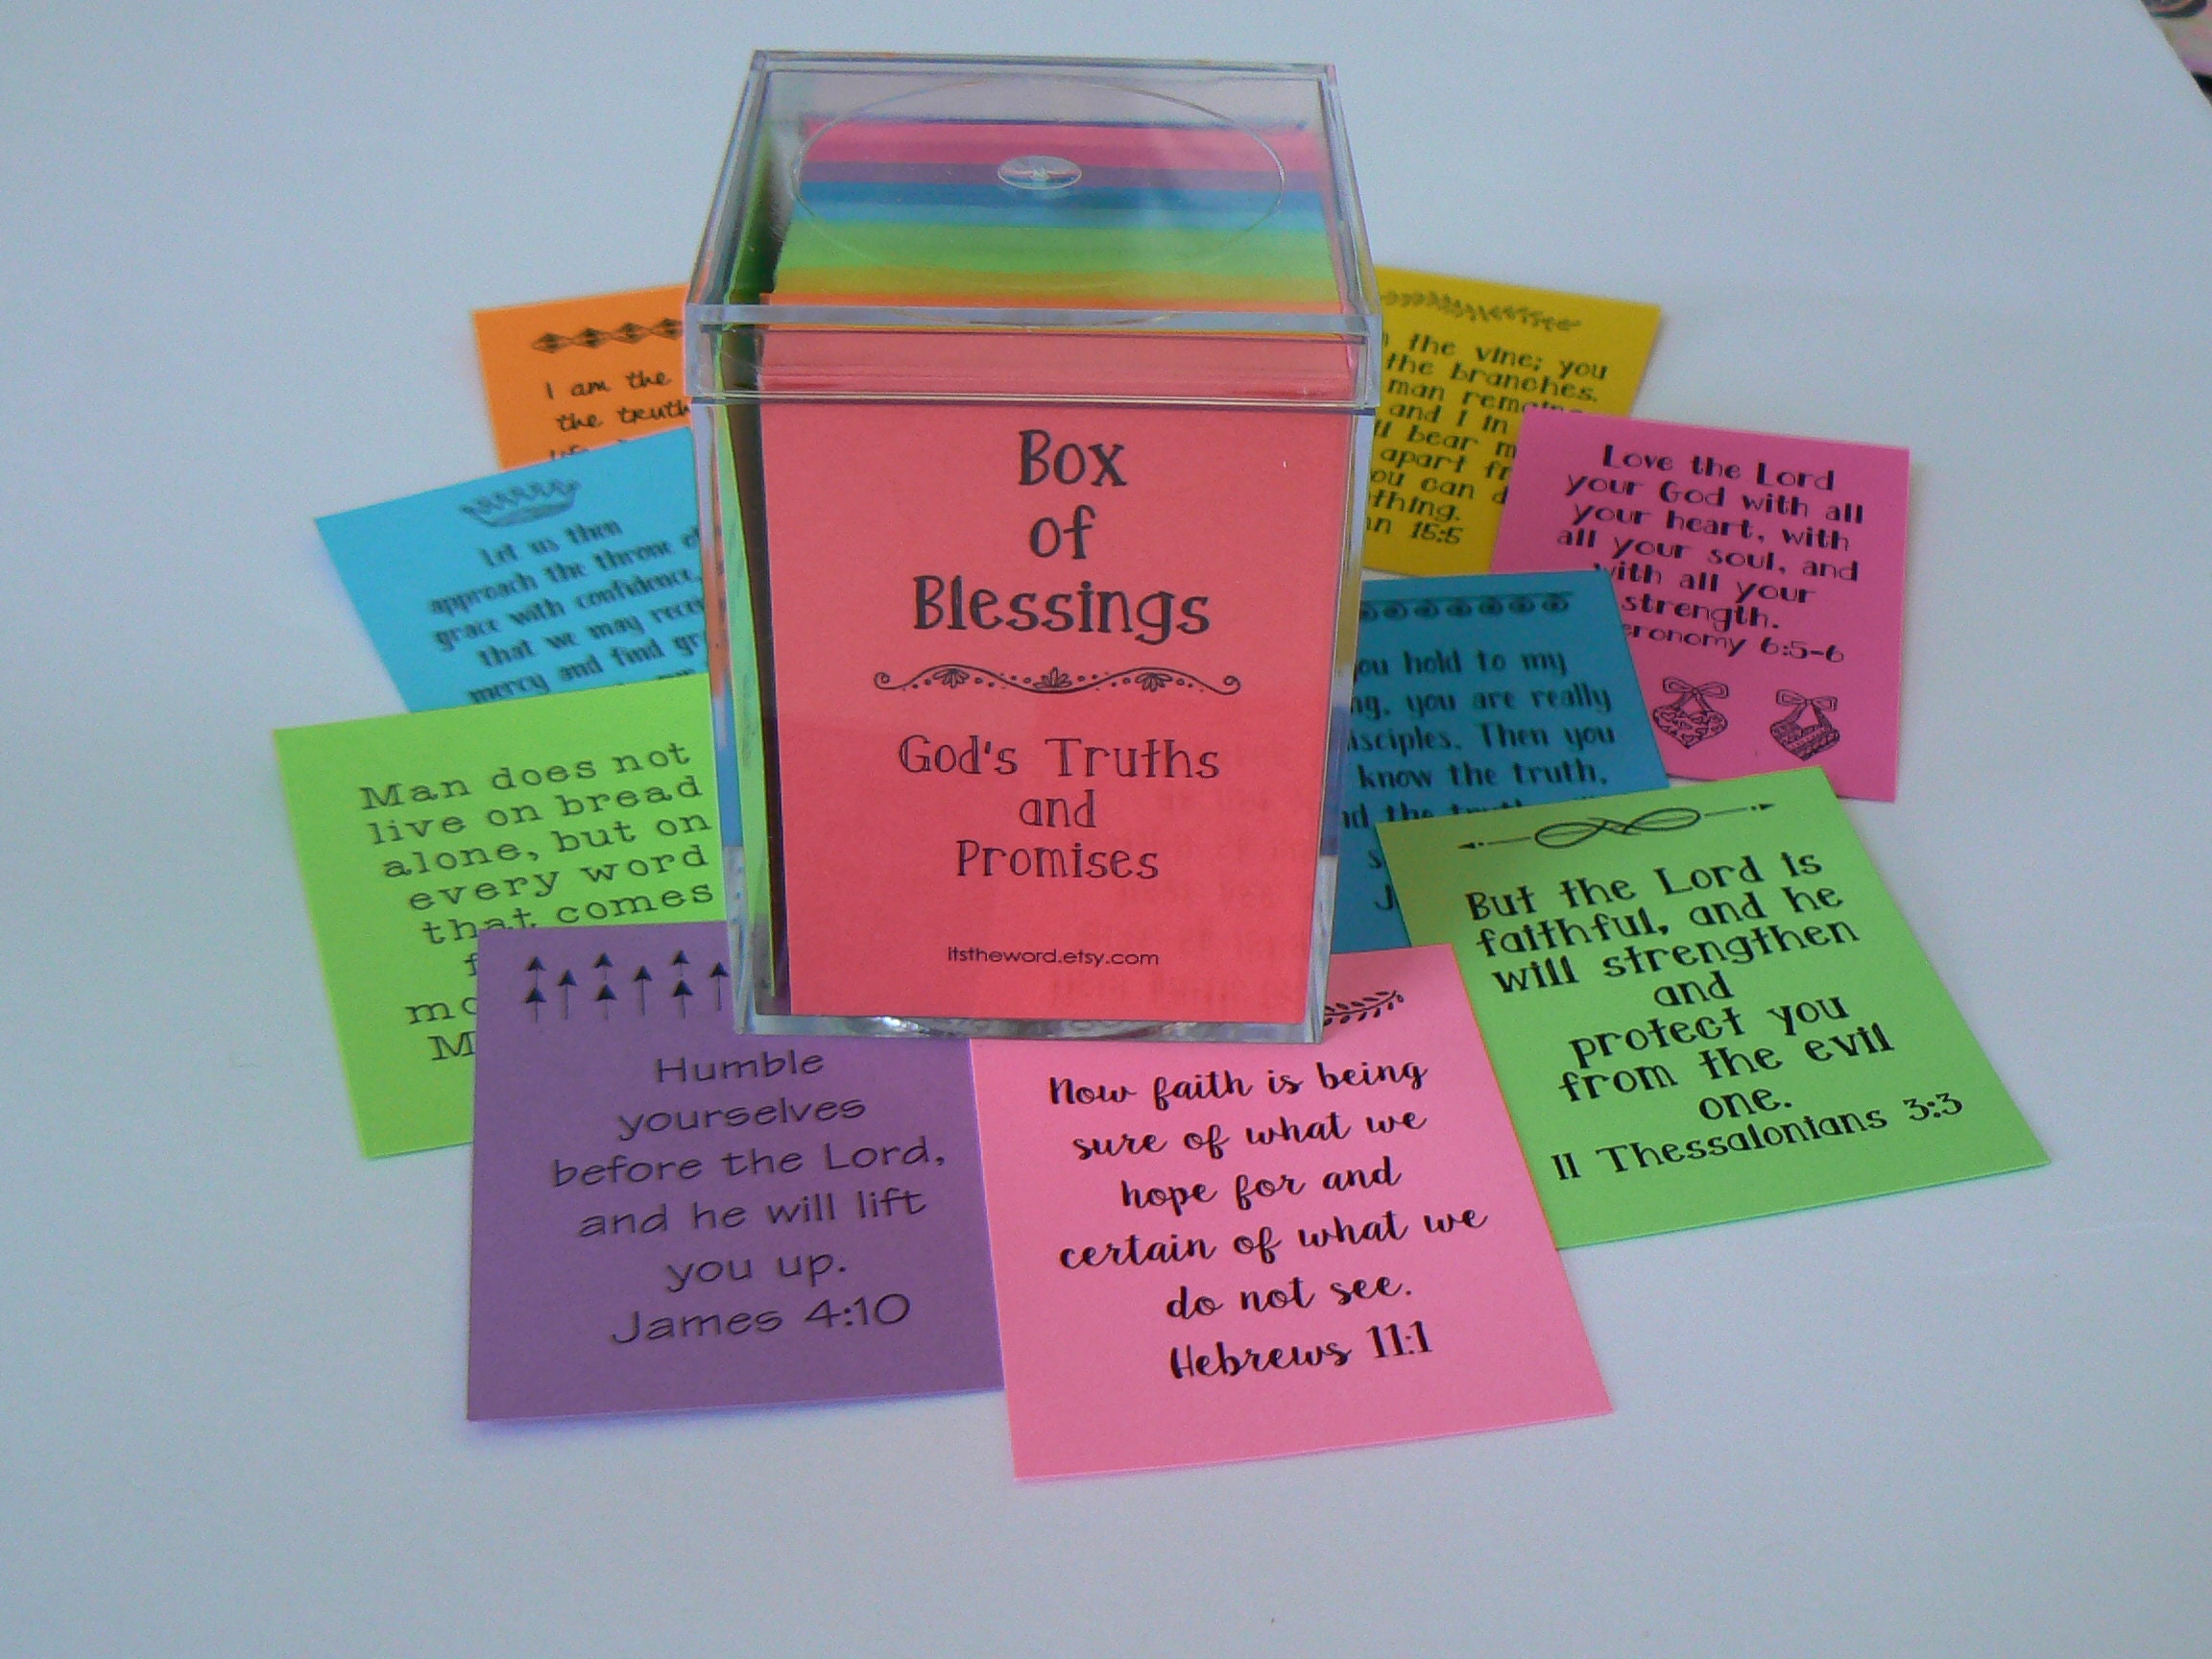 Box
of
Blessings
God's Truths
and
Promises
itstheword.etsy.com
I am the
the truth
the vine; you
the branches.
man remains
and I in
bear
apart
you can
15:5
Love the Lord
your God with all
your heart, with
all your soul, and
with all your
strength.
6:5-6
Let us then
approach the throne of
grace with confidence,
that we may
mercy and find
hold to my
you are really
Then you
know the truth,
the truth
Man does not
live on bread
alone, but on
every word
that comes
But the Lord is
faithful, and he
will strengthen
and
protect you
from the evil
one.
II Thessalonians 3:3
Humble
yourselves
before the Lord,
and he will lift
you up.
James 4:10
Now faith is being
sure of what we
hope for and
certain of what we
do not see.
Hebrews 11:1